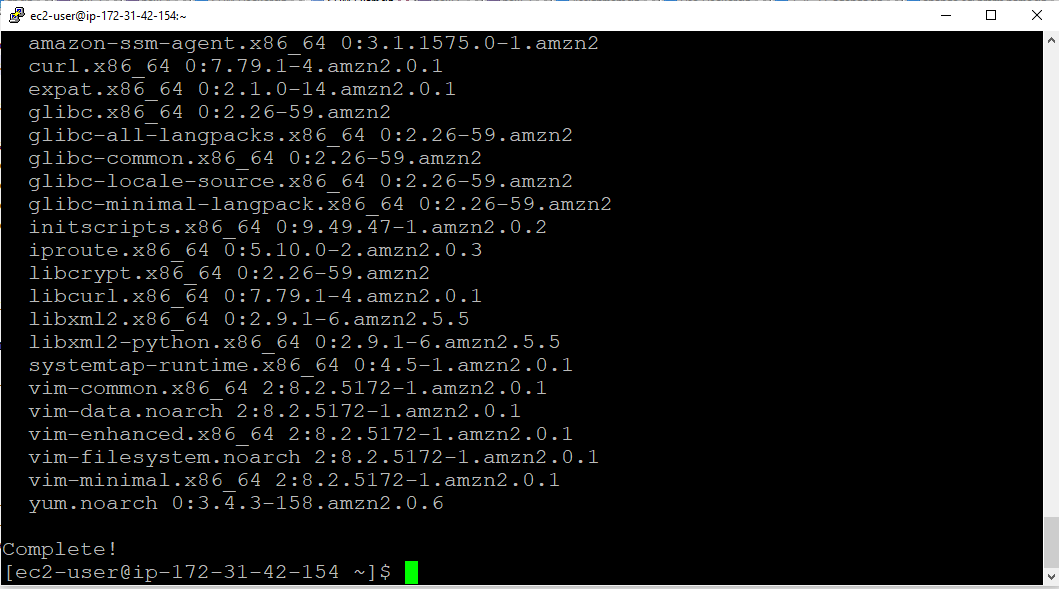 ec2-user@ip-172-31-42-154:~
amazon-ssm-agent.x86_64 0:3.1.1575.0-1.amzn2
curl.x86_64 0:7.79.1-4.amzn2.0.1
expat.x86_64 0:2.1.0-14.amzn2.0.1
glibc.x86_64 0:2.26-59.amzn2
glibc-all-langpacks.x86_64 0:2.26-59.amzn2
glibc-common.x86_64 0:2.26-59.amzn2
glibc-locale-source.x86_64 0:2.26-59.amzn2
glibc-minimal-langpack.x86_64 0:2.26-59.amzn2
initscripts.x86_64 0:9.49.47-1.amzn2.0.2
iproute.x86_64 0:5.10.0-2.amzn2.0.3
libcrypt.x86_64 0:2.26-59.amzn2
libcurl.x86_64 0:7.79.1-4.amzn2.0.1
libxml2.x86_64 0:2.9.1-6.amzn2.5.5
libxml2-python.x86_64 0:2.9.1-6.amzn2.5.5
systemtap-runtime.x86_64 0:4.5-1.amzn2.0.1
vim-common.x86_64 2:8.2.5172-1.amzn2.0.1
vim-data.noarch 2:8.2.5172-1.amzn2.0.1
vim-enhanced.x86_64 2:8.2.5172-1.amzn2.0.1
vim-filesystem.noarch 2:8.2.5172-1.amzn2.0.1
vim-minimal.x86_64 2:8.2.5172-1.amzn2.0.1
yum.noarch 0:3.4.3-158.amzn2.0.6
Complete!
[ec2-user@ip-172-31-42-154 ~]$